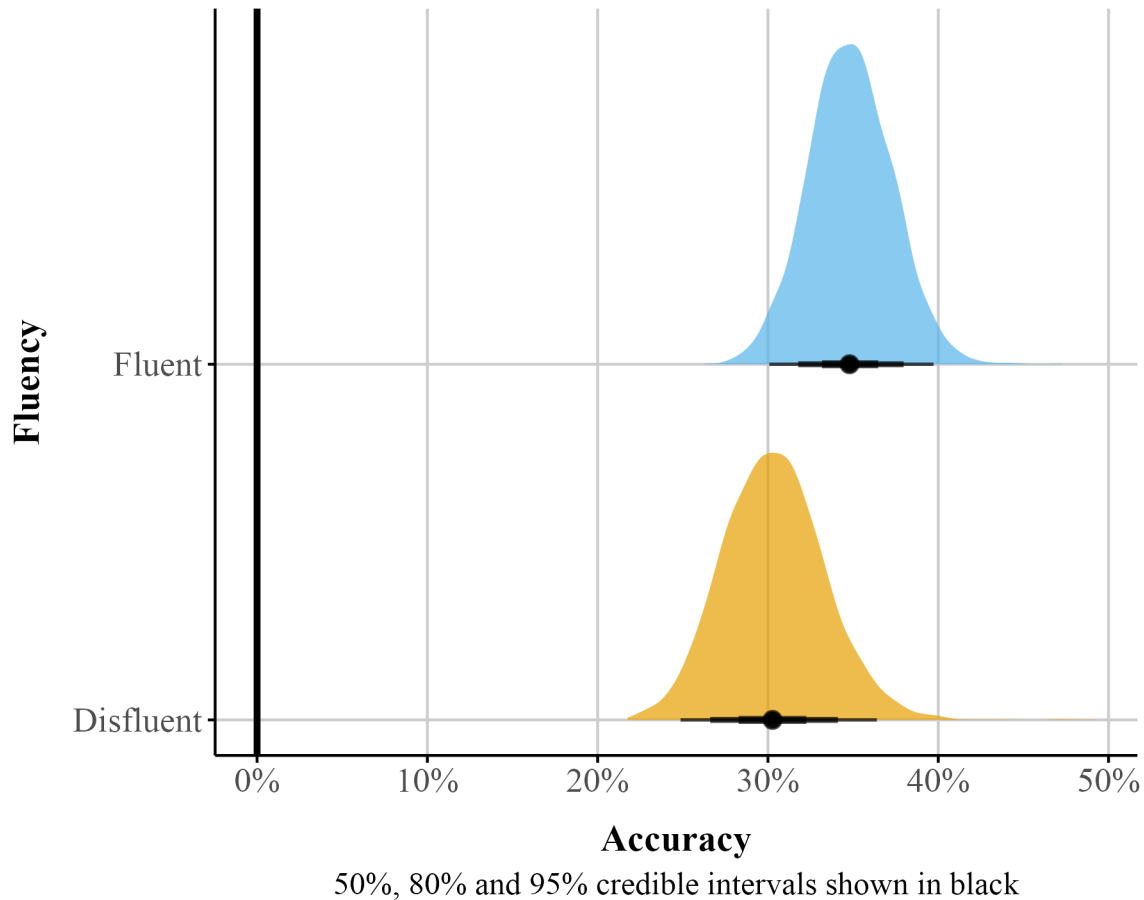 Fluency
Fluent
Disfluent
0% 10% 20% 30% 40% 50%
Accuracy
50%, 80% and 95% credible intervals shown in black